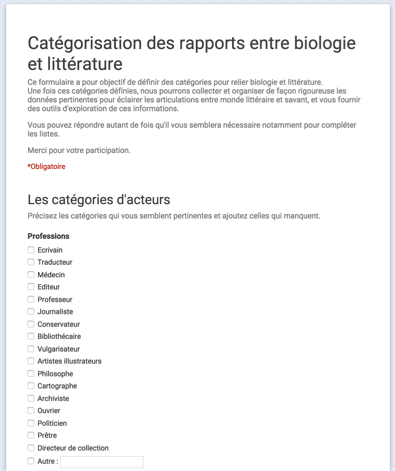 Catégorisation des rapports entre biologie
et littérature
Ce formulaire a pour objectif de définir des catégories pour relier biologie et littérature.
Une fois ces catégories définies, nous pourrons collecter et organiser de façon rigoureuse les
données pertinentes pour éclairer les articulations entre monde littéraire et savant, et vous fournir
des outils d'exploration de ces informations.
Vous pouvez répondre autant de fois qu'il vous semblera nécessaire notamment pour compléter
les listes.
Merci pour votre participation.
*Obligatoire
Les catégories d'acteurs
Précisez les catégories qui vous semblent pertinentes et ajoutez celles qui manquent.
Professions
Ecrivain
Traducteur
Médecin
Editeur
Professeur
Journaliste
Conservateur
Bibliothécaire
Vulgarisateur
Artistes illustrateurs
Philosophe
Cartographe
Archiviste
Ouvrier
Politicien
Prêtre
Directeur de collection
Autre :